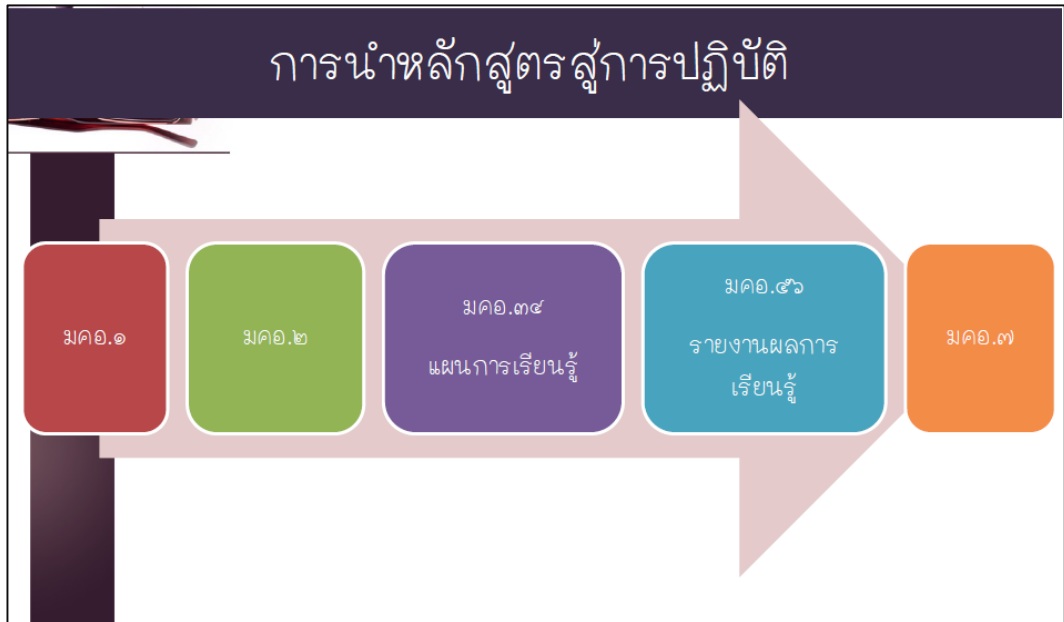 การนำหลักสูตรสู่การปฏิบัติ
มคอ.๑
มคอ.๒
มคอ.๓๔
แผนการเรียนรู้
มคอ.๕๖
รายงานผลการ
เรียนรู้
มคอ.๗